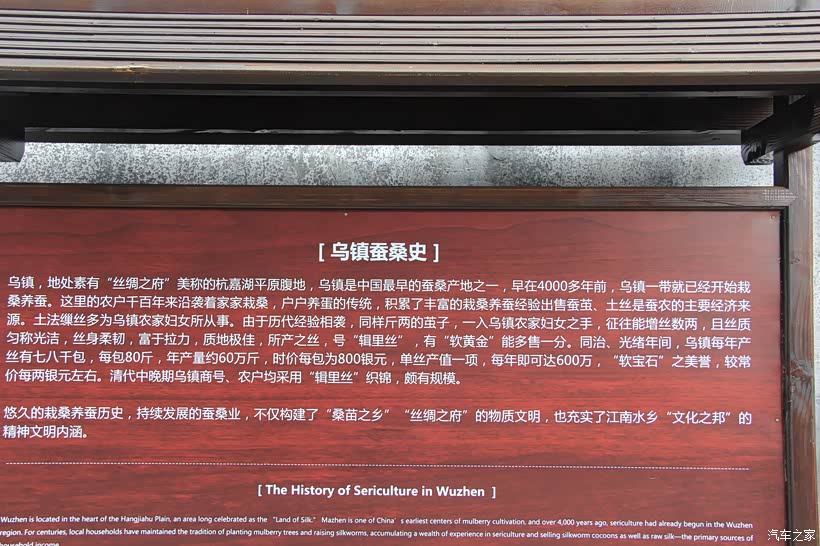 [ 乌镇蚕桑史 ]
乌镇，地处素有“丝绸之府”美称的杭嘉湖平原腹地，乌镇是中国最早的蚕桑产地之一，早在4000多年前，乌镇一带就已经开始栽
桑养蚕。这里的农户千百年来沿袭着家家栽桑，户户养蛋的传统，积累了丰富的栽桑养蚕经验出售蚕茧、土丝是蚕农的主要经济来
源。土法缫丝多为乌镇农家妇女所从事。由于历代经验相袭，同样斤两的茧子，一入乌镇农家妇女之手，征往能增丝数两，且丝质
匀称光洁，丝身柔韧，富于拉力，质地极佳，所产之丝，号“辑里丝”，有“软黄金”能多售一分。同治、光绪年间，乌镇每年产
丝有七八千包，每包80斤，年产量约60万斤，时价每包为800银元，单丝产值一项，每年即可达600万，“软宝石”之美誉，较常
价每两银元左右。清代中晚期乌镇商号、农户均采用“辑里丝”织锦，颇有规模。
悠久的栽桑养蚕历史，持续发展的蚕桑业，不仅构建了“桑苗之乡”“丝绸之府”的物质文明，也充实了江南水乡“文化之邦”的
精神文明内涵。
[ The History of Sericulture in Wuzhen ]
Wuzhen is located in the heart of the Hangjiahu Plain, an area long celebrated as the “Land of Silk.” Mazhen is one of China’s earliest centers of mulberry cultivation, and over 4,000 years ago, sericulture had already begun in the Wuzhen
region. For centuries, local households have maintained the tradition of planting mulberry trees and raising silkworms, accumulating a wealth of experience in sericulture and selling silkworm cocoons as well as raw silk—the primary sources of
household income.
汽车之家